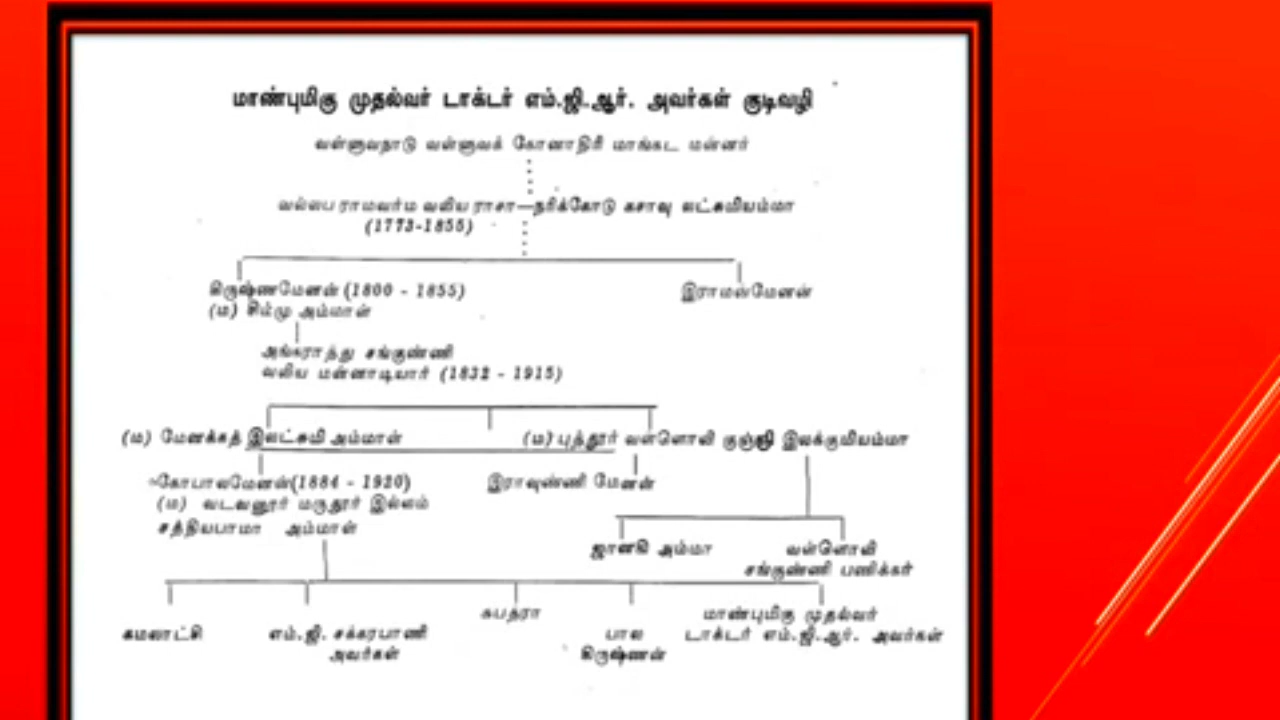 மாண்புமிகு முதல்வர் டாக்டர் எம்.ஜி.ஆர். அவர்கள் குடிவழி
வள்ளுவநாடு வள்ளுவக் கோனாதிரி மாங்கட மன்னர்
வல்லப ராமவர்ம வலிய ராசா—நரிக்கோடு கசாவு லட்சுமியம்மா
(1773-1855)
கிருஷ்ணமேனன் (1800 - 1855)
இராமன்மேனன்
(ம) சிம்மு அம்மாள்
அங்கராத்து சங்குண்ணி
வலிய மன்னாடியார் (1832 - 1915)
(ம) மேனக்கத் இலட்சுமி அம்மாள்
(ம) புத்தூர் வள்ளொலி குஞ்ஞி இலக்குமியம்மா
கோபாலமேனன்(1884 - 1920)
இராவுண்ணி மேனன்
(ம) வடவனூர் மருதூர் இல்லம்
சத்தியபாமா அம்மாள்
ஜானகி அம்மா
வள்ளொலி
சங்குண்ணி பணிக்கர்
கமலாட்சி
எம்.ஜி. சக்கரபாணி
அவர்கள்
சுபத்ரா
பால
கிருஷ்ணன்
மாண்புமிகு முதல்வர்
டாக்டர் எம்.ஜி.ஆர். அவர்கள்